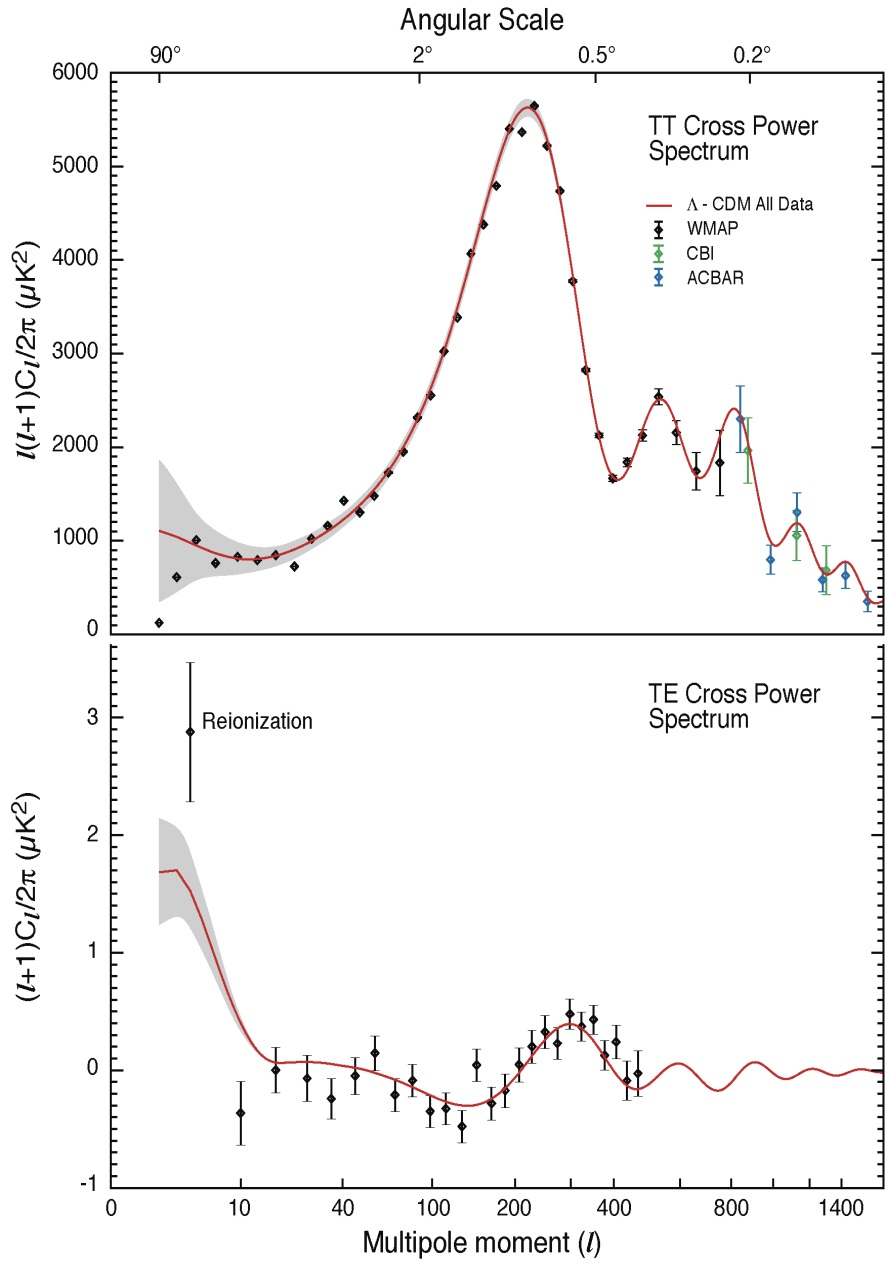 Angular Scale
90° 2° 0.5° 0.2°
6000
5000
4000
3000
2000
1000
0
l(l+1)Cl/2π (μK2)
TT Cross Power
Spectrum
Λ - CDM All Data
WMAP
CBI
ACBAR
3
2
1
0
-1
(l+1)Cl/2π (μK2)
Reionization
TE Cross Power
Spectrum
0 10 40 100 200 400 800 1400
Multipole moment (l)